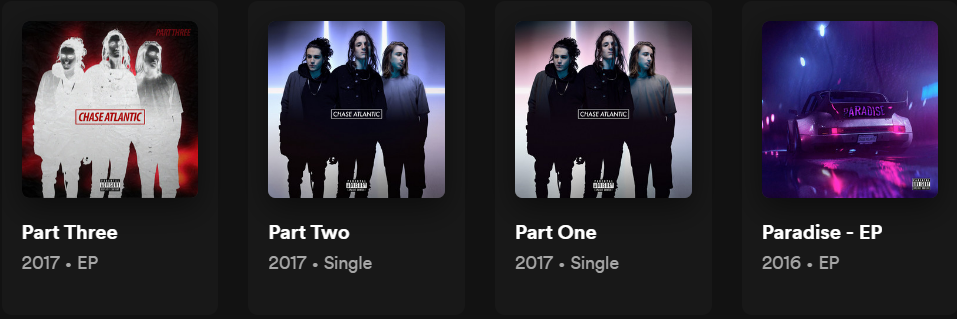 PART THREE
CHASE ATLANTIC
Part Three
2017 • EP
CHASE ATLANTIC
Part Two
2017 • Single
CHASE ATLANTIC
Part One
2017 • Single
PARADISE
Paradise - EP
2016 • EP